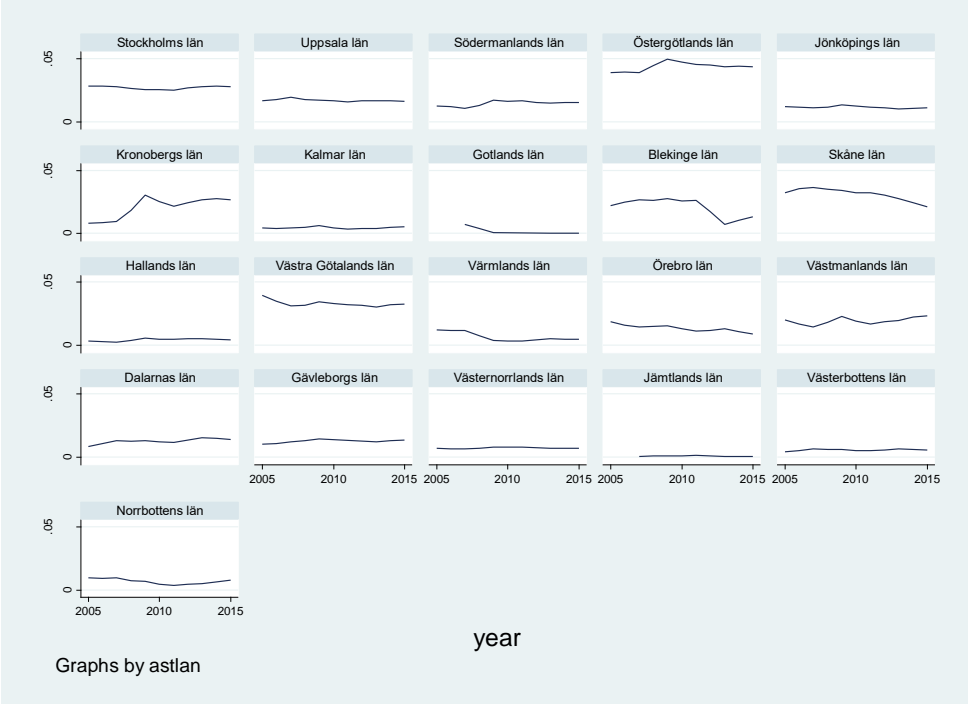 Stockholms län Uppsala län Södermanlands län Östergötlands län Jönköpings län
.05
0
Kronobergs län Kalmar län Gotlands län Blekinge län Skåne län
.05
0
Hallands län Västra Götalands län Värmlands län Örebro län Västmanlands län
.05
0
Dalarnas län Gävleborgs län Västernorrlands län Jämtlands län Västerbottens län
.05
0
2005 2010 2015 2005 2010 2015 2005 2010 2015 2005 2010 2015
Norrbottens län
.05
0
2005 2010 2015
year
Graphs by astlan